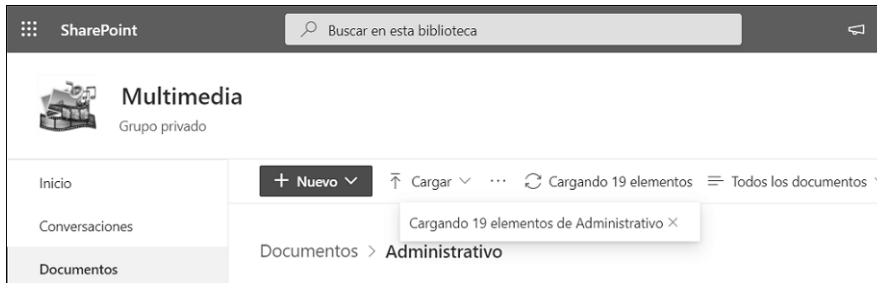 SharePoint
Buscar en esta biblioteca
Multimedia
Grupo privado
Inicio
Conversaciones
Documentos
+ Nuevo
Cargar
... Cargando 19 elementos
Todos los documentos
Cargando 19 elementos de Administrativo ×
Documentos > Administrativo